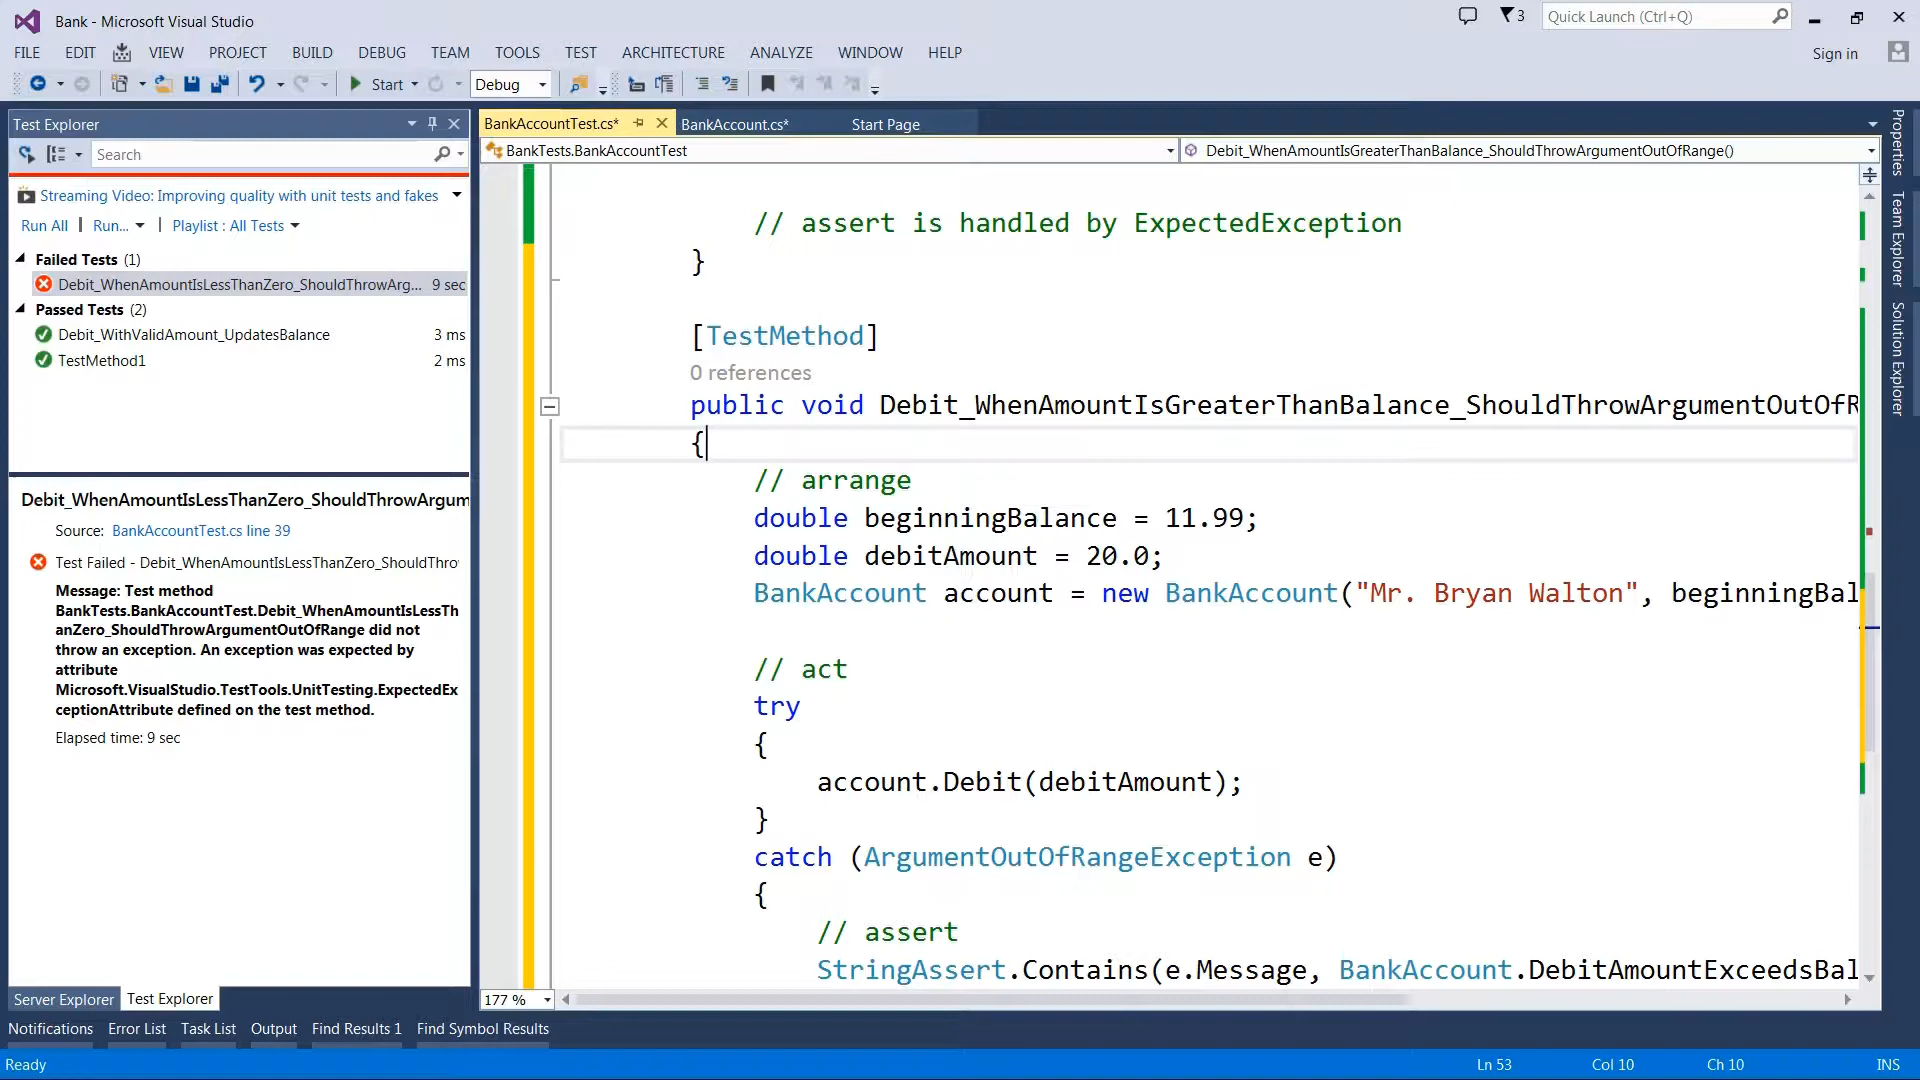 Bank - Microsoft Visual Studio
3
Quick Launch (Ctrl+Q)
FILE EDIT VIEW PROJECT BUILD DEBUG TEAM TOOLS TEST ARCHITECTURE ANALYZE WINDOW HELP
Sign in
Start
Debug
Test Explorer
Search
Streaming Video: Improving quality with unit tests and fakes
Run All | Run... | Playlist : All Tests
Failed Tests (1)
Debit_WhenAmountIsLessThanZero_ShouldThrowArg... 9 sec
Passed Tests (2)
Debit_WithValidAmount_UpdatesBalance 3 ms
TestMethod1 2 ms
Debit_WhenAmountIsLessThanZero_ShouldThrowArgum
Source: BankAccountTest.cs line 39
Test Failed - Debit_WhenAmountIsLessThanZero_ShouldThro
Message: Test method
BankTests.BankAccountTest.Debit_WhenAmountIsLessTh
anZero_ShouldThrowArgumentOutOfRange did not
throw an exception. An exception was expected by
attribute
Microsoft.VisualStudio.TestTools.UnitTesting.ExpectedEx
ceptionAttribute defined on the test method.
Elapsed time: 9 sec
Server Explorer Test Explorer
BankAccountTest.cs* BankAccount.cs* Start Page
BankTests.BankAccountTest
Debit_WhenAmountIsGreaterThanBalance_ShouldThrowArgumentOutOfRange()
// assert is handled by ExpectedException
}
[TestMethod]
0 references
public void Debit_WhenAmountIsGreaterThanBalance_ShouldThrowArgumentOutOfR
{
// arrange
double beginningBalance = 11.99;
double debitAmount = 20.0;
BankAccount account = new BankAccount("Mr. Bryan Walton", beginningBal
// act
try
{
account.Debit(debitAmount);
}
catch (ArgumentOutOfRangeException e)
{
// assert
StringAssert.Contains(e.Message, BankAccount.DebitAmountExceedsBal
177 %
Properties
Team Explorer
Solution Explorer
Notifications Error List Task List Output Find Results 1 Find Symbol Results
Ready
Ln 53 Col 10 Ch 10 INS